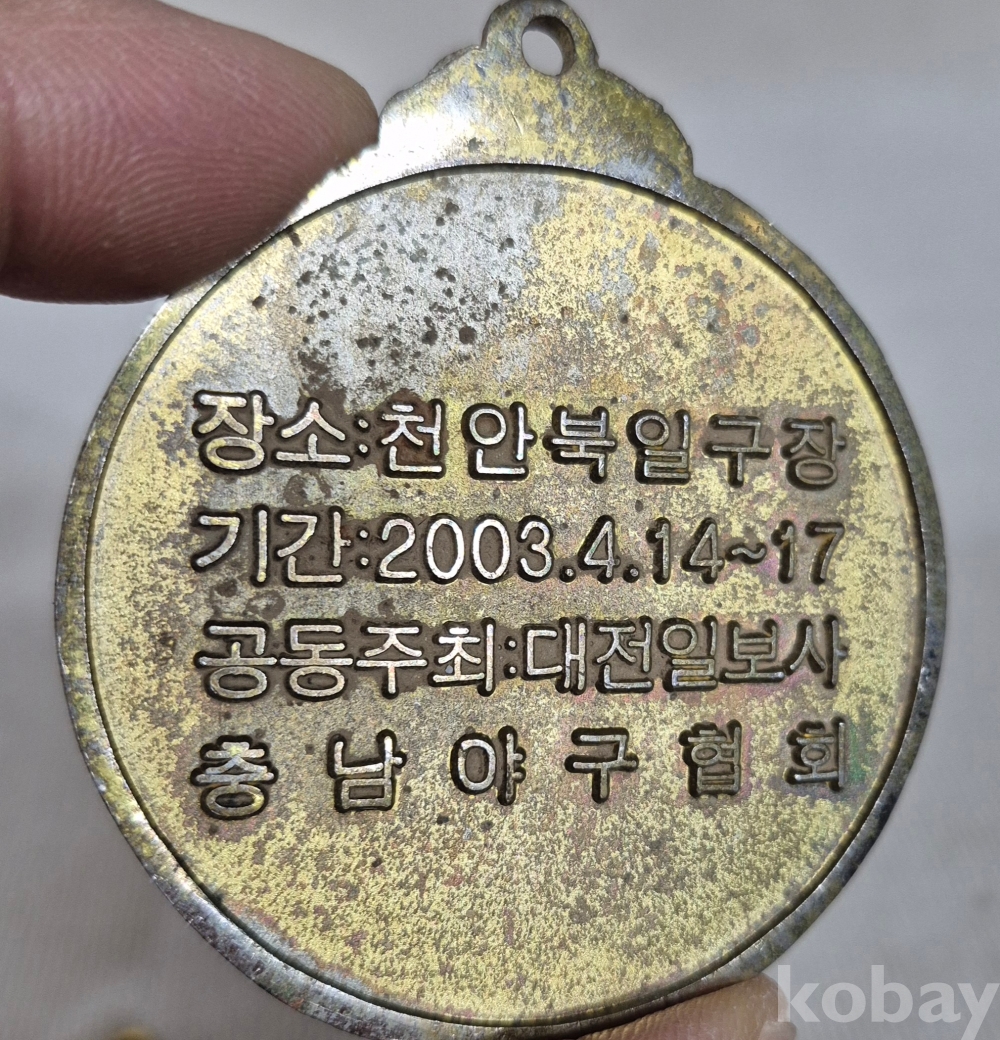 장소:천안북일구장
기간:2003.4.14~17
공동주최:대전일보사
충남야구협회
kobay